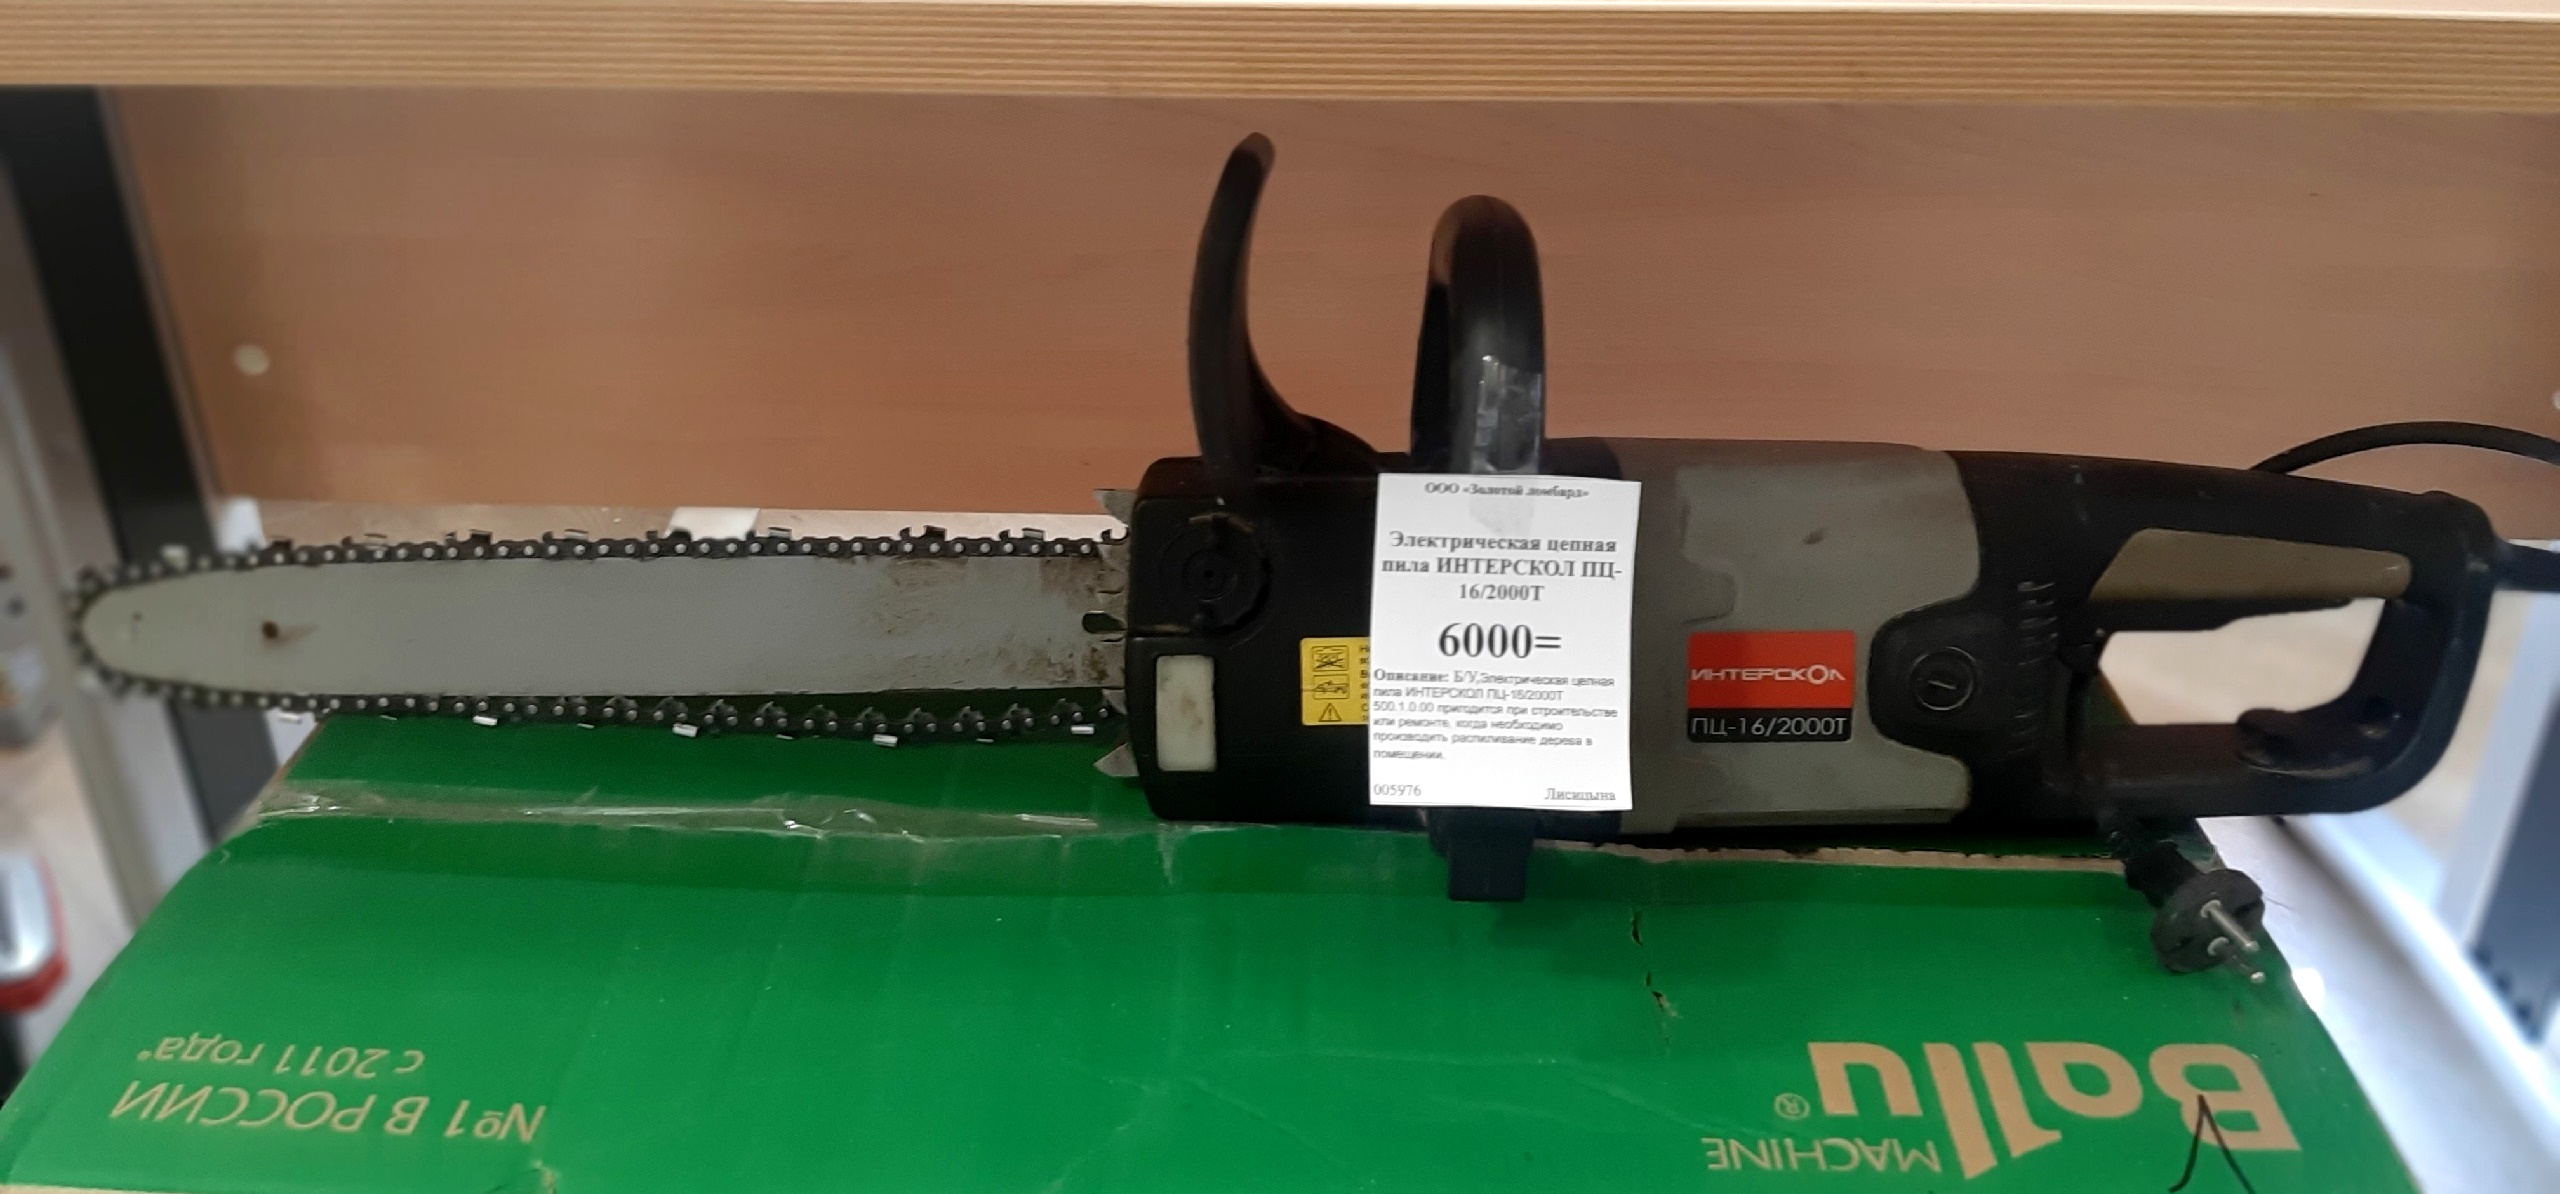 ООО «Золотой ломбард»
Электрическая цепная
пила ИНТЕРСКОЛ ПЦ-
16/2000Т
6000=
Описание: Б/У,Электрическая цепная
пила ИНТЕРСКОЛ ПЦ-16/2000Т
500.1.0.00 пригодится при строительстве
или ремонте, когда необходимо
производить распиливание дерева в
помещении.
005976 Лисицына
ИНТЕРСКОЛ
ПЦ-16/2000Т
Ballu®
MACHINE
№1 В РОССИИ
с 2011 года*